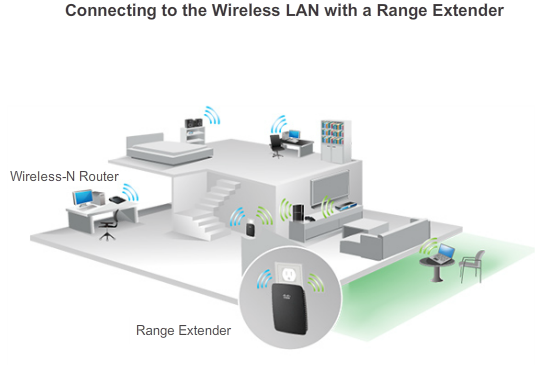 Connecting to the Wireless LAN with a Range Extender
Wireless-N Router
Range Extender